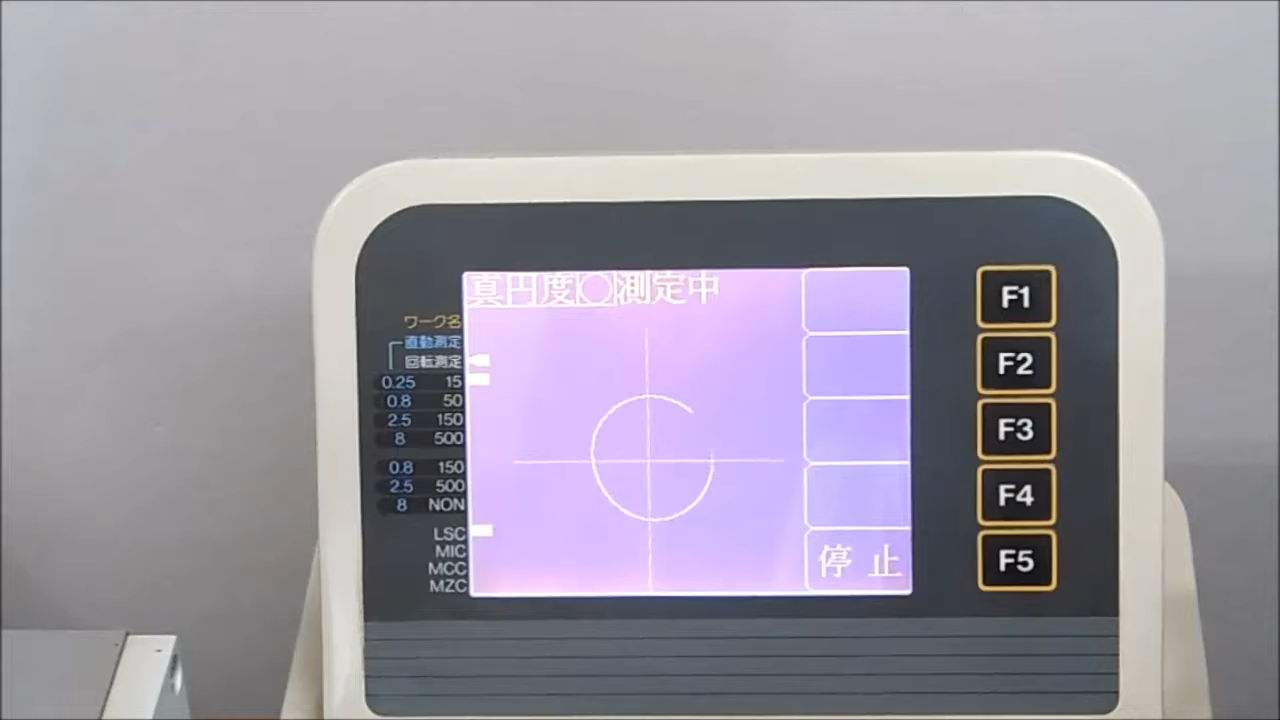 真円度○測定中
ワーク名
直動測定
回転測定
0.25 15
0.8 50
2.5 150
8 500
0.8 150
2.5 500
8 NON
LSC
MIC
MCC
MZC
停止
F1
F2
F3
F4
F5